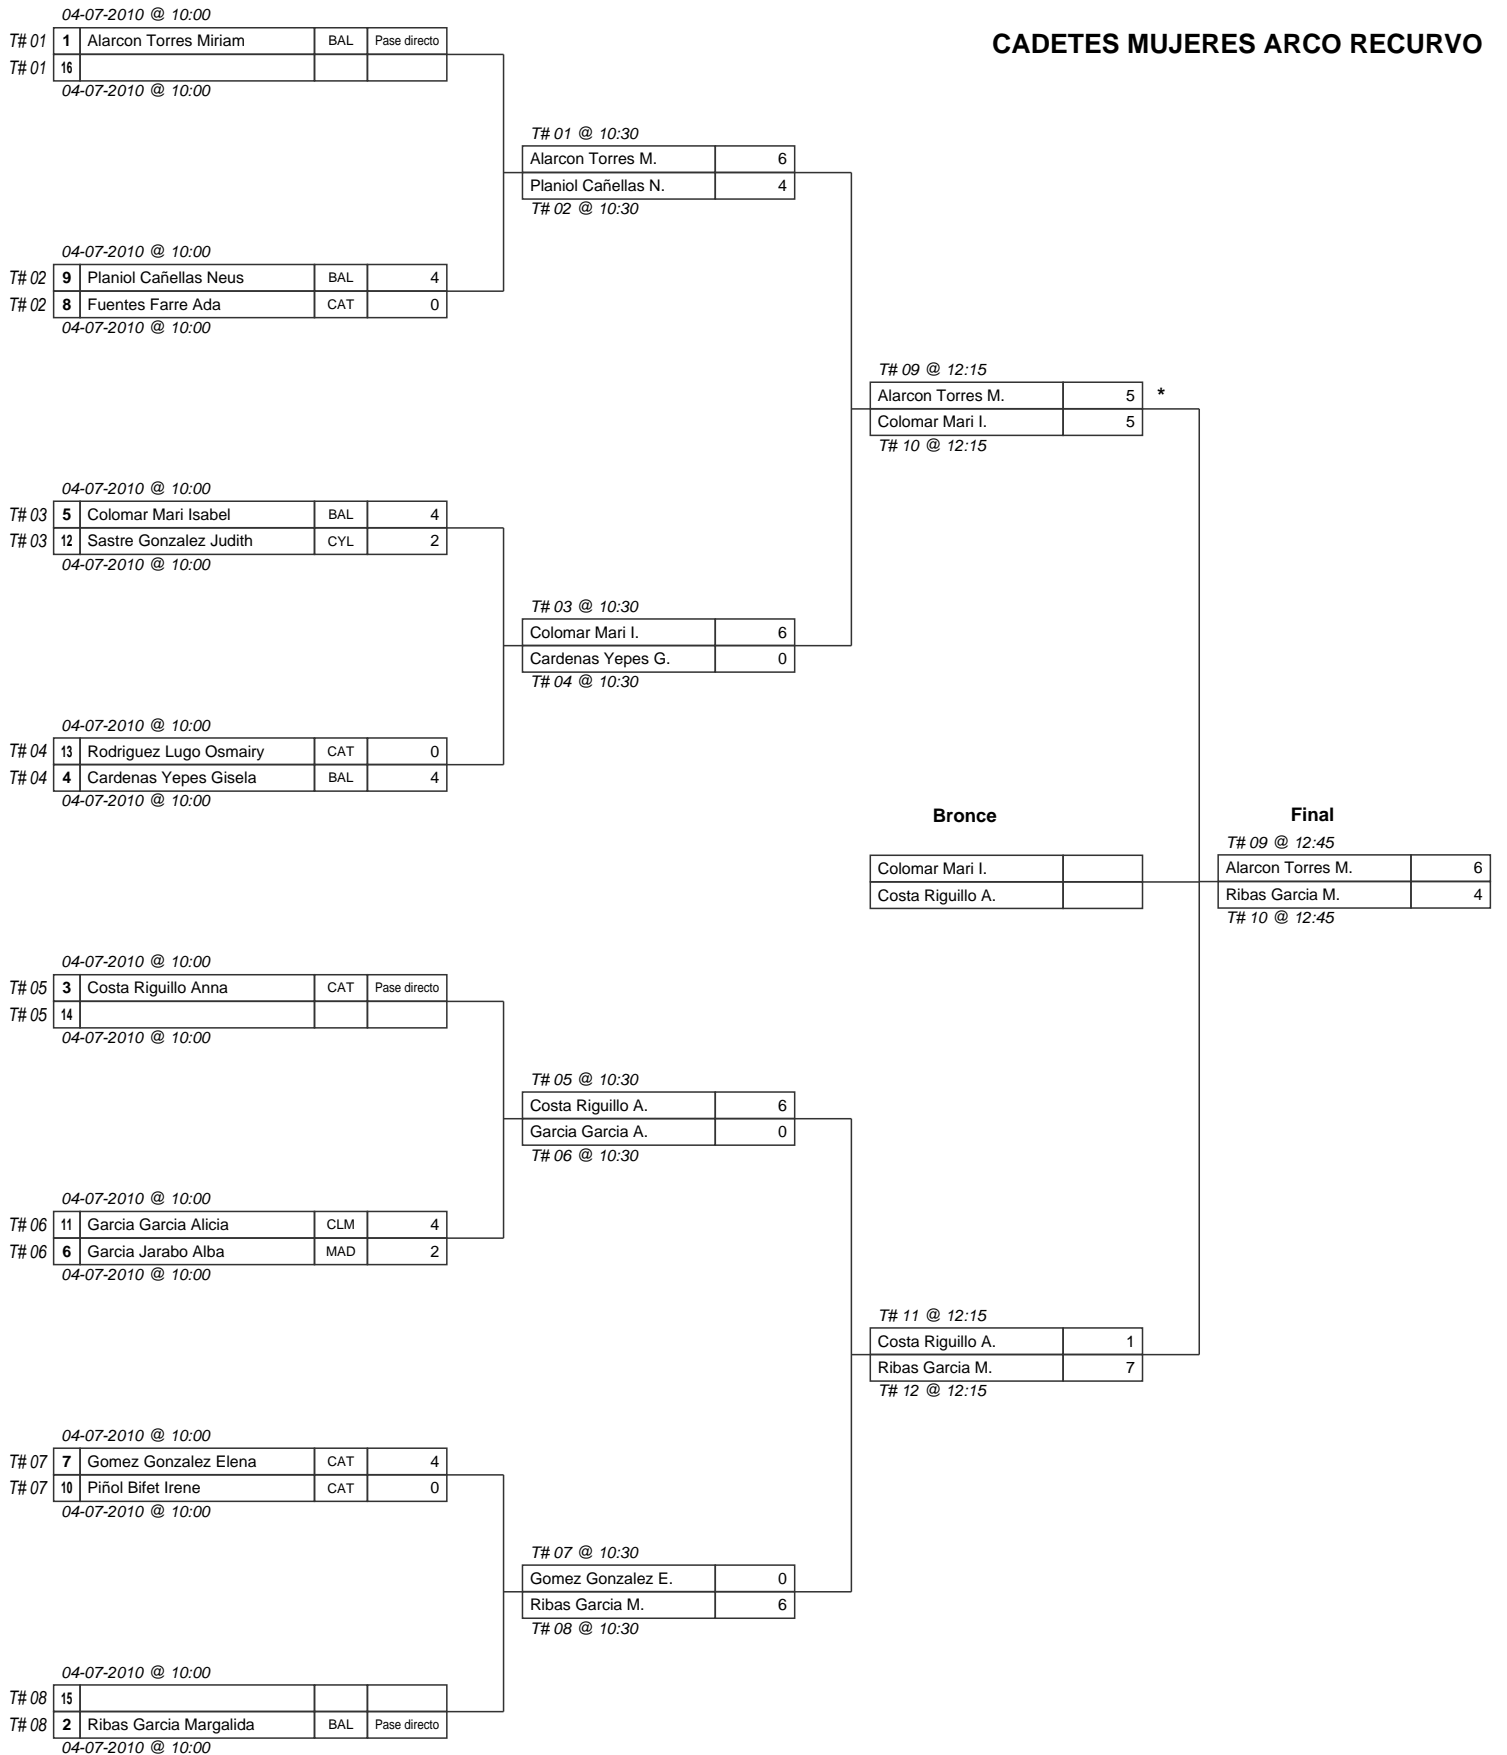 CADETES MUJERES ARCO RECURVO
04-07-2010 @ 10:00
T# 01 1 Alarcon Torres Miriam BAL Pase directo
T# 01 16
04-07-2010 @ 10:00
T# 01 @ 10:30
Alarcon Torres M. 6
Planiol Cañellas N. 4
T# 02 @ 10:30
04-07-2010 @ 10:00
T# 02 9 Planiol Cañellas Neus BAL 4
T# 02 8 Fuentes Farre Ada CAT 0
04-07-2010 @ 10:00
T# 09 @ 12:15
Alarcon Torres M. 5 *
Colomar Mari I. 5
T# 10 @ 12:15
04-07-2010 @ 10:00
T# 03 5 Colomar Mari Isabel BAL 4
T# 03 12 Sastre Gonzalez Judith CYL 2
04-07-2010 @ 10:00
T# 03 @ 10:30
Colomar Mari I. 6
Cardenas Yepes G. 0
T# 04 @ 10:30
04-07-2010 @ 10:00
T# 04 13 Rodriguez Lugo Osmairy CAT 0
T# 04 4 Cardenas Yepes Gisela BAL 4
04-07-2010 @ 10:00
Bronce Final
T# 09 @ 12:45
Colomar Mari I. Alarcon Torres M. 6
Costa Riguillo A. Ribas Garcia M. 4
T# 10 @ 12:45
04-07-2010 @ 10:00
T# 05 3 Costa Riguillo Anna CAT Pase directo
T# 05 14
04-07-2010 @ 10:00
T# 05 @ 10:30
Costa Riguillo A. 6
Garcia Garcia A. 0
T# 06 @ 10:30
04-07-2010 @ 10:00
T# 06 11 Garcia Garcia Alicia CLM 4
T# 06 6 Garcia Jarabo Alba MAD 2
04-07-2010 @ 10:00
T# 11 @ 12:15
Costa Riguillo A. 1
Ribas Garcia M. 7
T# 12 @ 12:15
04-07-2010 @ 10:00
T# 07 7 Gomez Gonzalez Elena CAT 4
T# 07 10 Piñol Bifet Irene CAT 0
04-07-2010 @ 10:00
T# 07 @ 10:30
Gomez Gonzalez E. 0
Ribas Garcia M. 6
T# 08 @ 10:30
04-07-2010 @ 10:00
T# 08 15
T# 08 2 Ribas Garcia Margalida BAL Pase directo
04-07-2010 @ 10:00